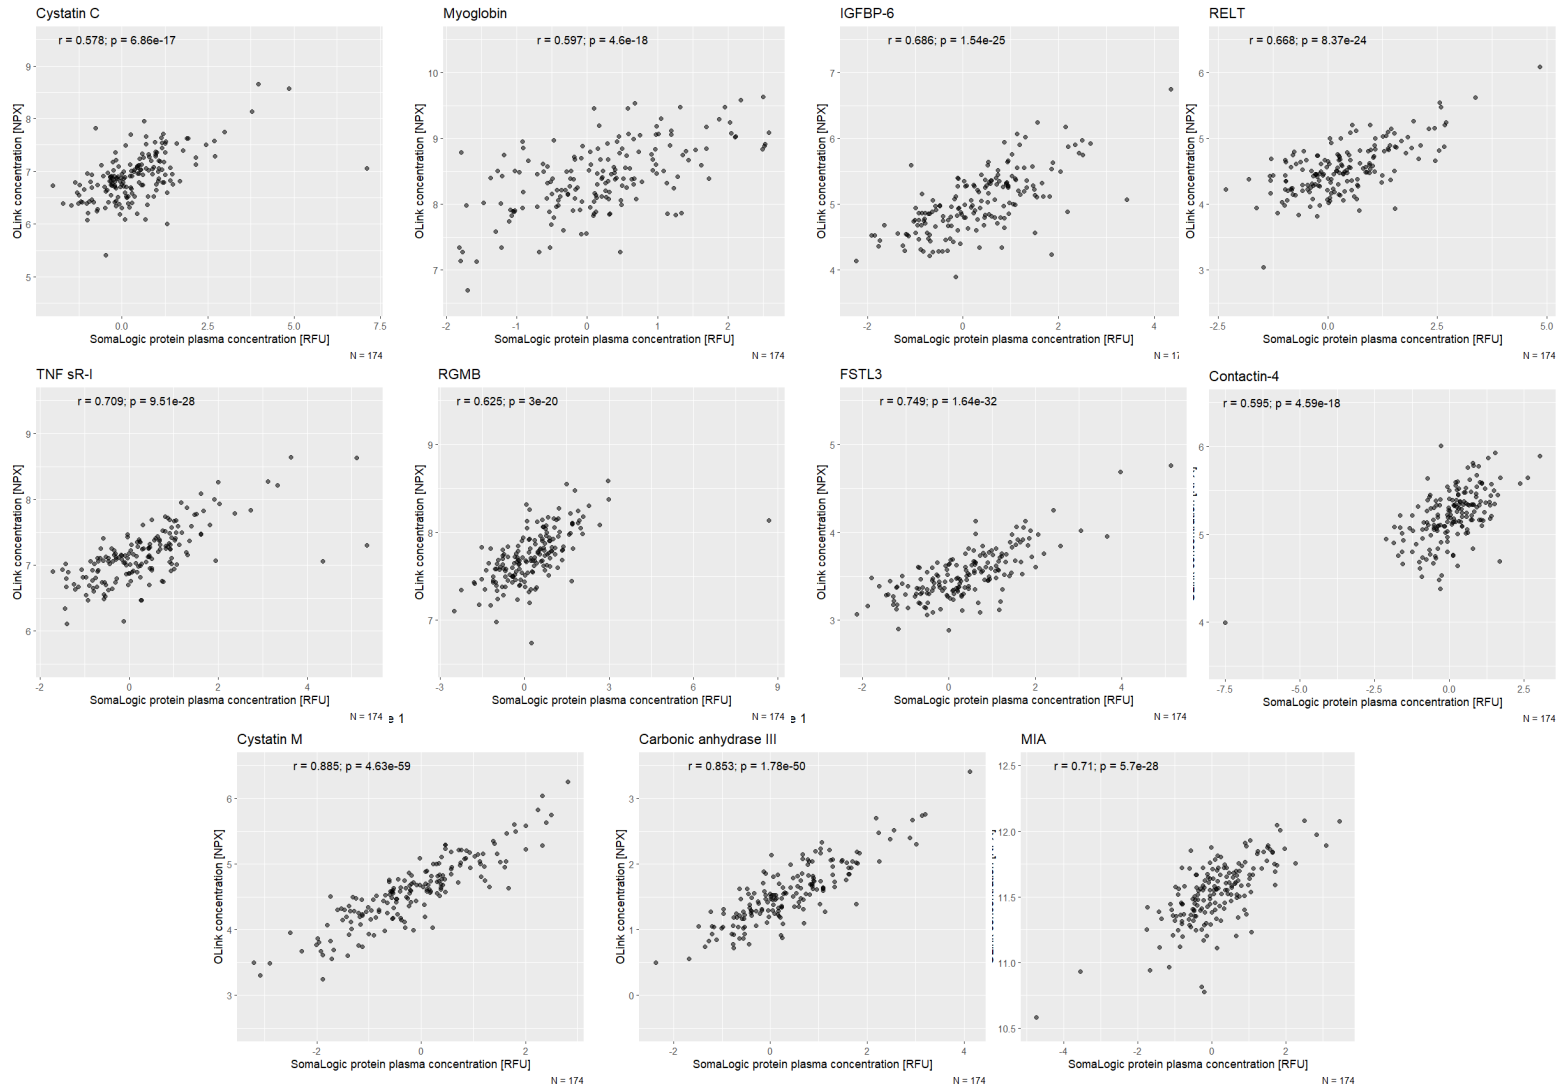 Cystatin C
r = 0.578; p = 6.86e-17
OLink concentration [NPX]
9
8
7
6
5
0.0 2.5 5.0 7.5
SomaLogic protein plasma concentration [RFU]
N = 174
Myoglobin
r = 0.597; p = 4.6e-18
OLink concentration [NPX]
10
9
8
7
-2 -1 0 1 2
SomaLogic protein plasma concentration [RFU]
N = 174
IGFBP-6
r = 0.686; p = 1.54e-25
OLink concentration [NPX]
7
6
5
4
-2 0 2 4
SomaLogic protein plasma concentration [RFU]
N = 17
RELT
r = 0.668; p = 8.37e-24
OLink concentration [NPX]
6
5
4
3
-2.5 0.0 2.5 5.0
SomaLogic protein plasma concentration [RFU]
N = 174
TNF sR-I
r = 0.709; p = 9.51e-28
OLink concentration [NPX]
9
8
7
6
-2 0 2 4
SomaLogic protein plasma concentration [RFU]
N = 174
e 1
RGMB
r = 0.625; p = 3e-20
OLink concentration [NPX]
9
8
7
-3 0 3 6 9
SomaLogic protein plasma concentration [RFU]
N = 174
e 1
FSTL3
r = 0.749; p = 1.64e-32
OLink concentration [NPX]
5
4
3
-2 0 2 4
SomaLogic protein plasma concentration [RFU]
N = 174
Contactin-4
r = 0.595; p = 4.59e-18
6
5
4
-7.5 -5.0 -2.5 0.0 2.5
SomaLogic protein plasma concentration [RFU]
N = 174
Cystatin M
r = 0.885; p = 4.63e-59
OLink concentration [NPX]
6
5
4
3
-2 0 2
SomaLogic protein plasma concentration [RFU]
N = 174
Carbonic anhydrase III
r = 0.853; p = 1.78e-50
OLink concentration [NPX]
3
2
1
0
-2 0 2 4
SomaLogic protein plasma concentration [RFU]
N = 174
MIA
r = 0.71; p = 5.7e-28
12.5
12.0
11.5
11.0
10.5
-4 -2 0 2
SomaLogic protein plasma concentration [RFU]
N = 174